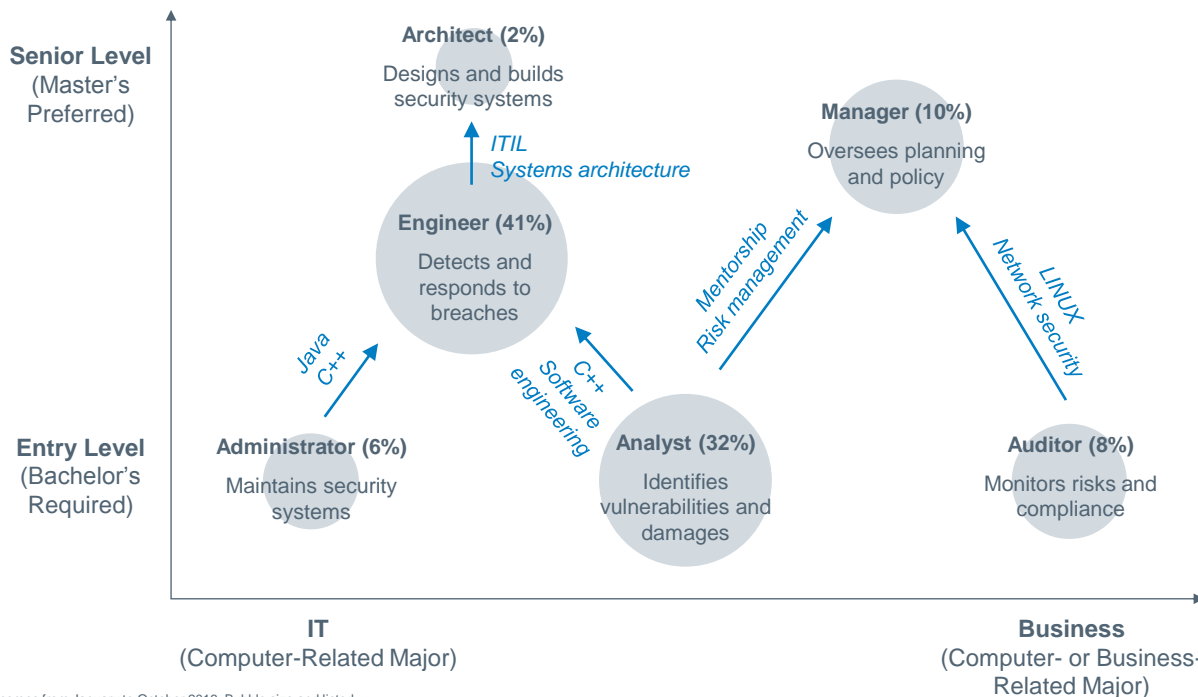 Senior Level
(Master's
Preferred)
Architect (2%)
Designs and builds
security systems
ITIL
Systems architecture
Manager (10%)
Oversees planning
and policy
Engineer (41%)
Detects and
responds to
breaches
Mentorship
Risk management
LINUX
Network security
Java
C++
C++
Software
engineering
Entry Level
(Bachelor's
Required)
Administrator (6%)
Maintains security
systems
Analyst (32%)
Identifies
vulnerabilities and
damages
Auditor (8%)
Monitors risks and
compliance
IT
(Computer-Related Major)
Business
(Computer- or Business-
Related Major)